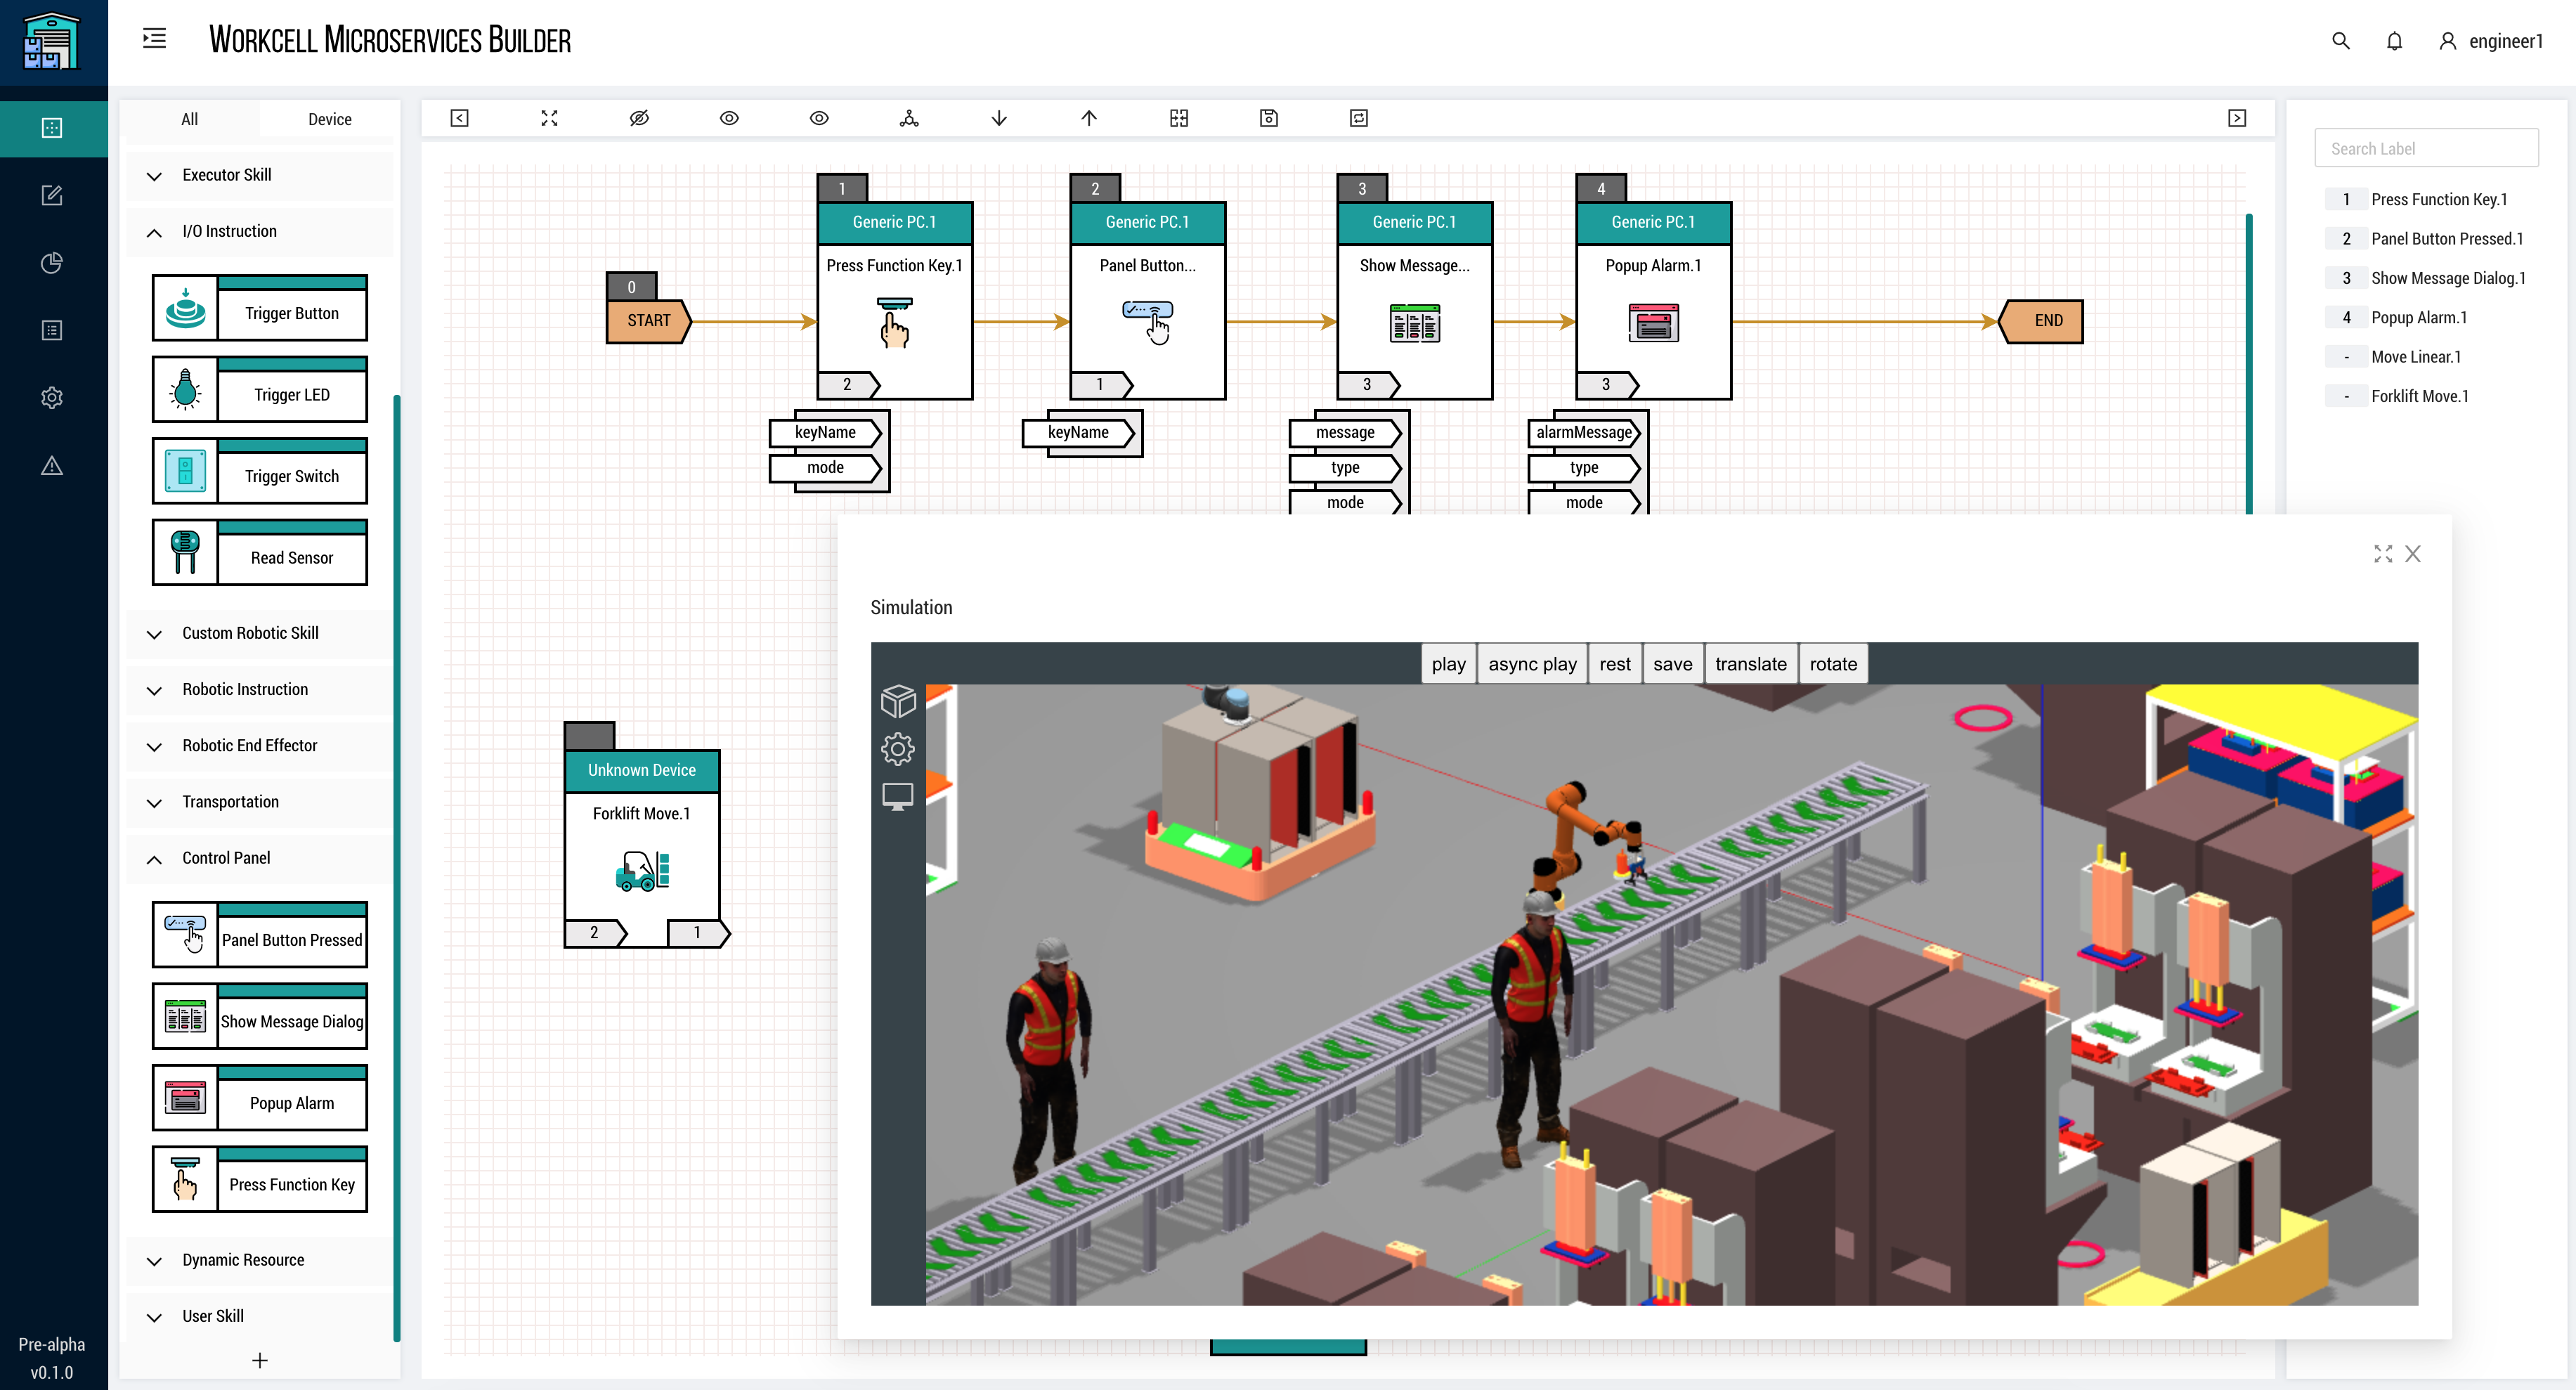 WORKCELL MICROSERVICES BUILDER
engineer1
All
Device
Executor Skill
I/O Instruction
Trigger Button
Trigger LED
Trigger Switch
Read Sensor
Custom Robotic Skill
Robotic Instruction
Robotic End Effector
Transportation
Control Panel
Panel Button Pressed
Show Message Dialog
Popup Alarm
Press Function Key
Dynamic Resource
User Skill
Pre-alpha
v0.1.0
0
START
1
Generic PC.1
Press Function Key.1
2
keyName
mode
2
Generic PC.1
Panel Button...
1
keyName
3
Generic PC.1
Show Message...
3
message
type
mode
4
Generic PC.1
Popup Alarm.1
3
alarmMessage
type
mode
END
Unknown Device
Forklift Move.1
2
1
Simulation
play
async play
rest
save
translate
rotate
Search Label
1 Press Function Key.1
2 Panel Button Pressed.1
3 Show Message Dialog.1
4 Popup Alarm.1
- Move Linear.1
- Forklift Move.1